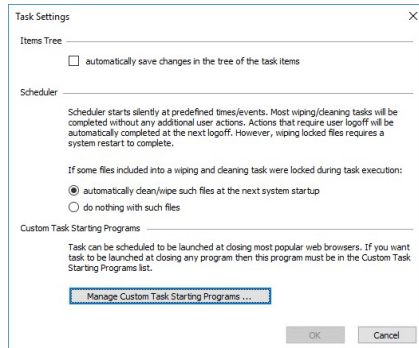 Task Settings
Items Tree
automatically save changes in the tree of the task items
Scheduler
Scheduler starts silently at predefined times/events. Most wiping/cleaning tasks will be
completed without any additional user actions. Actions that require user logoff will be
automatically completed at the next logoff. However, wiping locked files requires a
system restart to complete.
If some files included into a wiping and cleaning task were locked during task execution:
automatically clean/wipe such files at the next system startup
do nothing with such files
Custom Task Starting Programs
Task can be scheduled to be launched at closing most popular web browsers. If you want
task to be launched at closing any program then this program must be in the Custom Task
Starting Programs list.
Manage Custom Task Starting Programs ...
OK Cancel